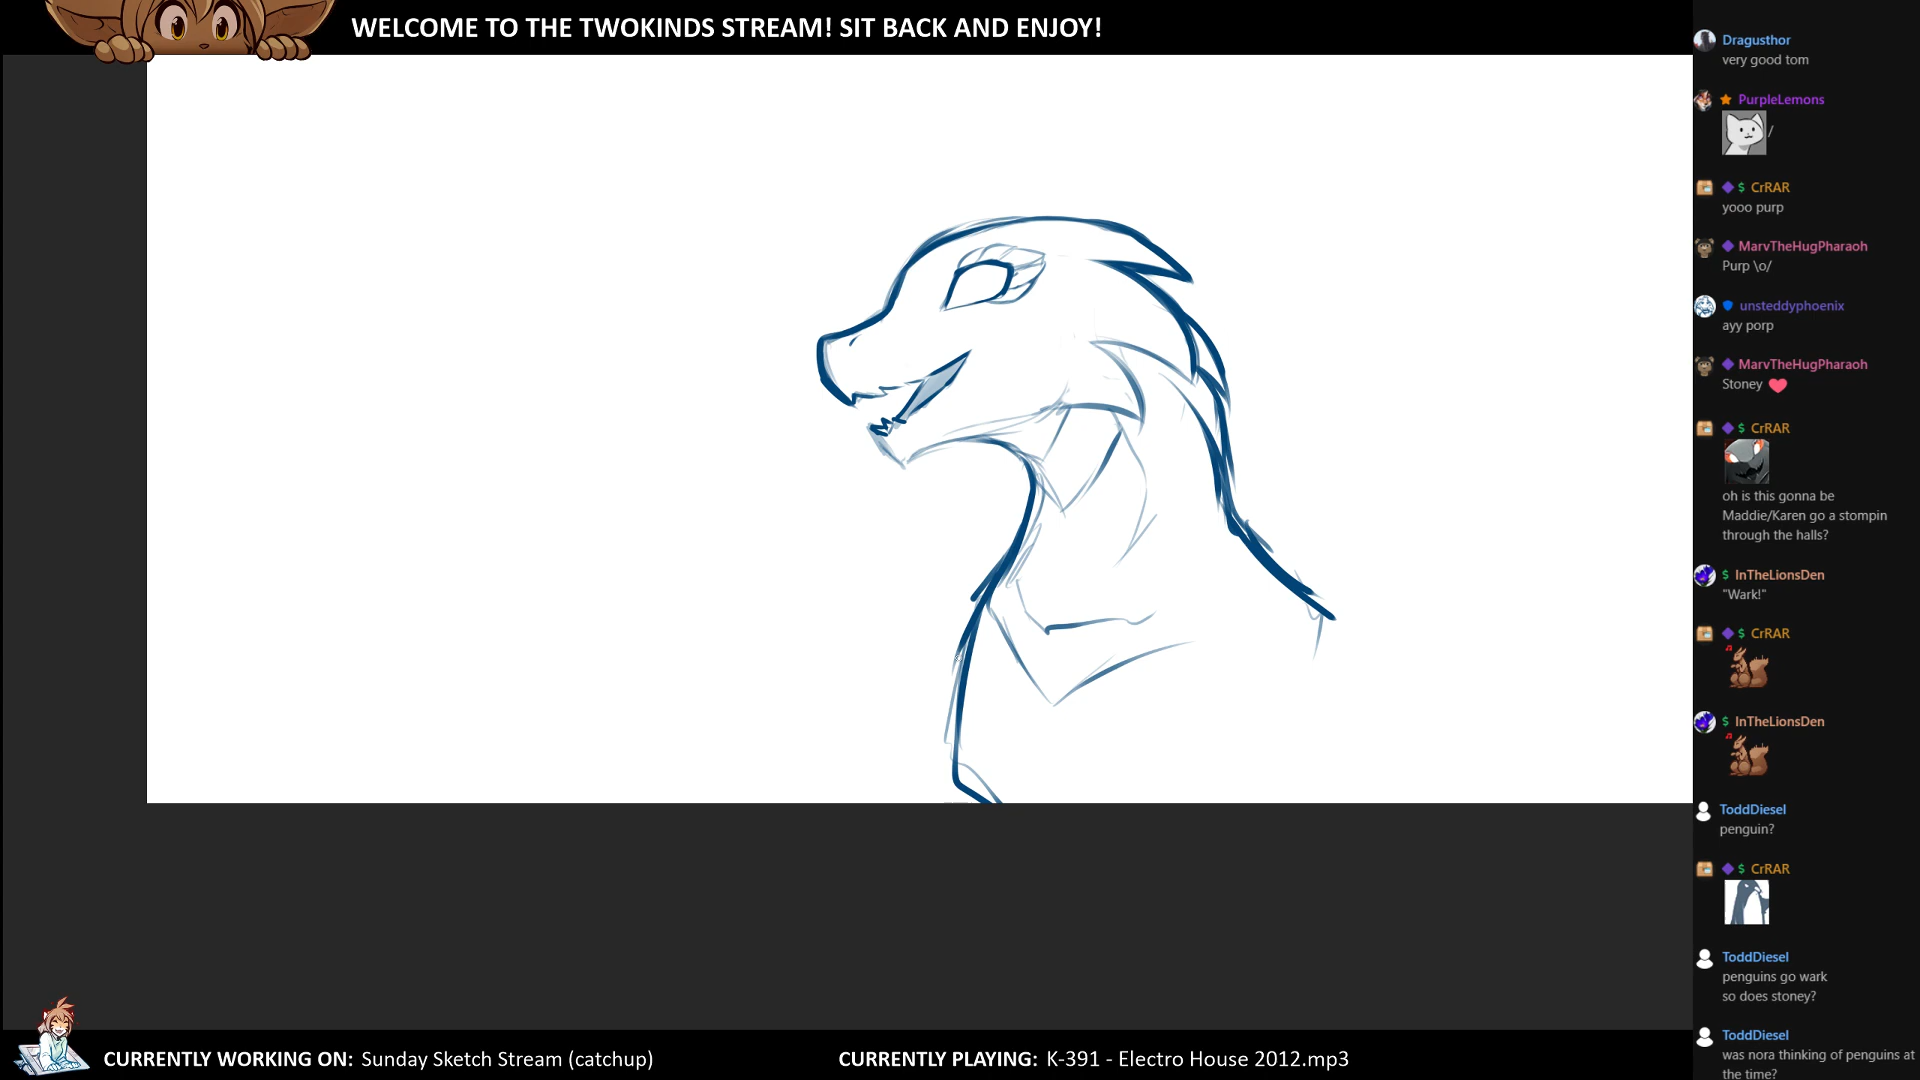 WELCOME TO THE TWOKINDS STREAM! SIT BACK AND ENJOY!
Dragusthor
very good tom
PurpleLemons
/
$ CrRAR
yooo purp
MarvTheHugPharaoh
Purp \o/
unsteddyphoenix
ayy porp
MarvTheHugPharaoh
Stoney
$ CrRAR
oh is this gonna be
Maddie/Karen go a stompin
through the halls?
$ InTheLionsDen
"Wark!"
$ CrRAR
$ InTheLionsDen
ToddDiesel
penguin?
$ CrRAR
ToddDiesel
penguins go wark
so does stoney?
ToddDiesel
was nora thinking of penguins at
the time?
CURRENTLY WORKING ON: Sunday Sketch Stream (catchup)
CURRENTLY PLAYING: K-391 - Electro House 2012.mp3